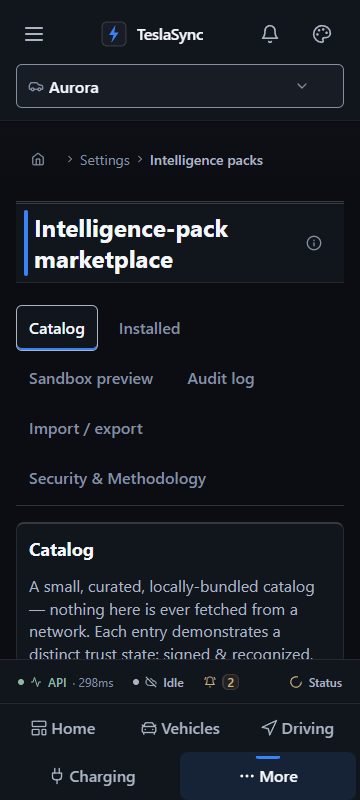 TeslaSync
Aurora
Settings
Intelligence packs
Intelligence-pack
marketplace
Catalog
Installed
Sandbox preview
Audit log
Import / export
Security & Methodology
Catalog
A small, curated, locally-bundled catalog
— nothing here is ever fetched from a
network. Each entry demonstrates a
distinct trust state: signed & recognized,
API · 298ms
Idle
2
Status
Home
Vehicles
Driving
Charging
More